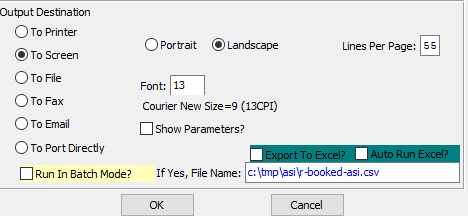 Output Destination
To Printer
To Screen
To File
To Fax
To Email
To Port Directly
Portrait
Landscape
Lines Per Page: 55
Font: 13
Courier New Size=9 (13CPI)
Show Parameters?
Export To Excel? Auto Run Excel?
Run In Batch Mode? If Yes, File Name: c:\tmp\asi\r-booked-asi.csv
OK Cancel